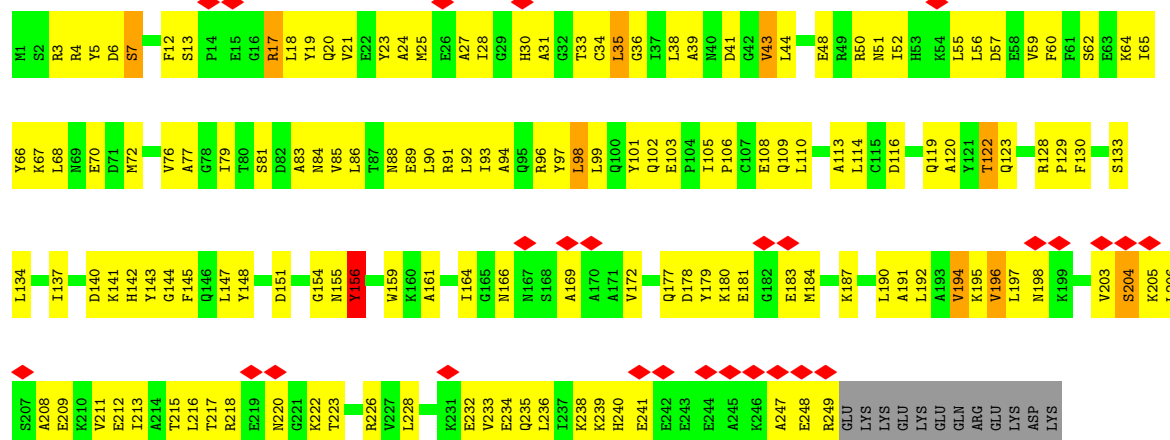 M1 S2 R3 R4 Y5 D6 S7 F12 S13 P14 E15 G16 R17 L18 Y19 Q20 V21 E22 Y23 A24 M25 E26 A27 I28 G29 H30 A31 G32 T33 C34 L35 G36 I37 L38 A39 N40 D41 G42 V43 L44 E48 R49 R50 N51 I52 H53 K54 L55 L56 D57 E58 V59 F60 F61 S62 E63 K64 I65
Y66 K67 L68 N69 E70 D71 M72 V76 A77 G78 I79 T80 S81 D82 A83 N84 V85 L86 T87 N88 E89 L90 R91 L92 I93 A94 Q95 R96 Y97 L98 L99 Q100 Y101 Q102 E103 P104 I105 P106 C107 E108 Q109 L110 A113 L114 C115 D116 Q119 A120 Y121 T122 Q123 R128 P129 F130 S133
L134 I137 D140 K141 H142 Y143 G144 F145 Q146 L147 Y148 D151 G154 N155 Y156 W159 K160 A161 I164 G165 N166 N167 S168 A169 A170 A171 V172 Q177 D178 Y179 K180 E181 G182 E183 M184 K187 L190 A191 L192 A193 V194 K195 V196 L197 N198 K199 V203 S204 K205 L206
S207 A208 E209 K210 V211 E212 I213 A214 T215 L216 T217 R218 E219 N220 G221 K222 T223 R226 V227 L228 K231 E232 V233 E234 Q235 L236 I237 K238 K239 H240 E241 E242 E243 E244 A245 K246 A247 E248 R249 GLU LYS LYS GLU LYS GLU GLN ARG GLU LYS ASP LYS